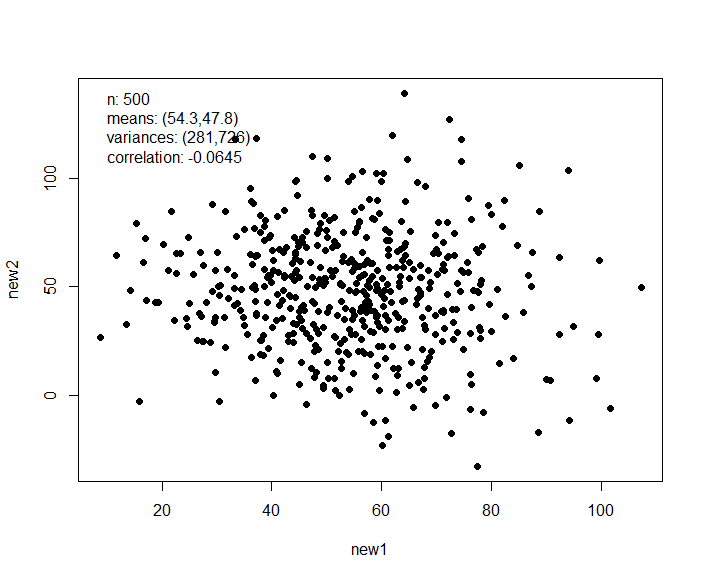 n: 500
means: (54.3,47.8)
variances: (281,726)
correlation: -0.0645
100
50
0
new2
20 40 60 80 100
new1